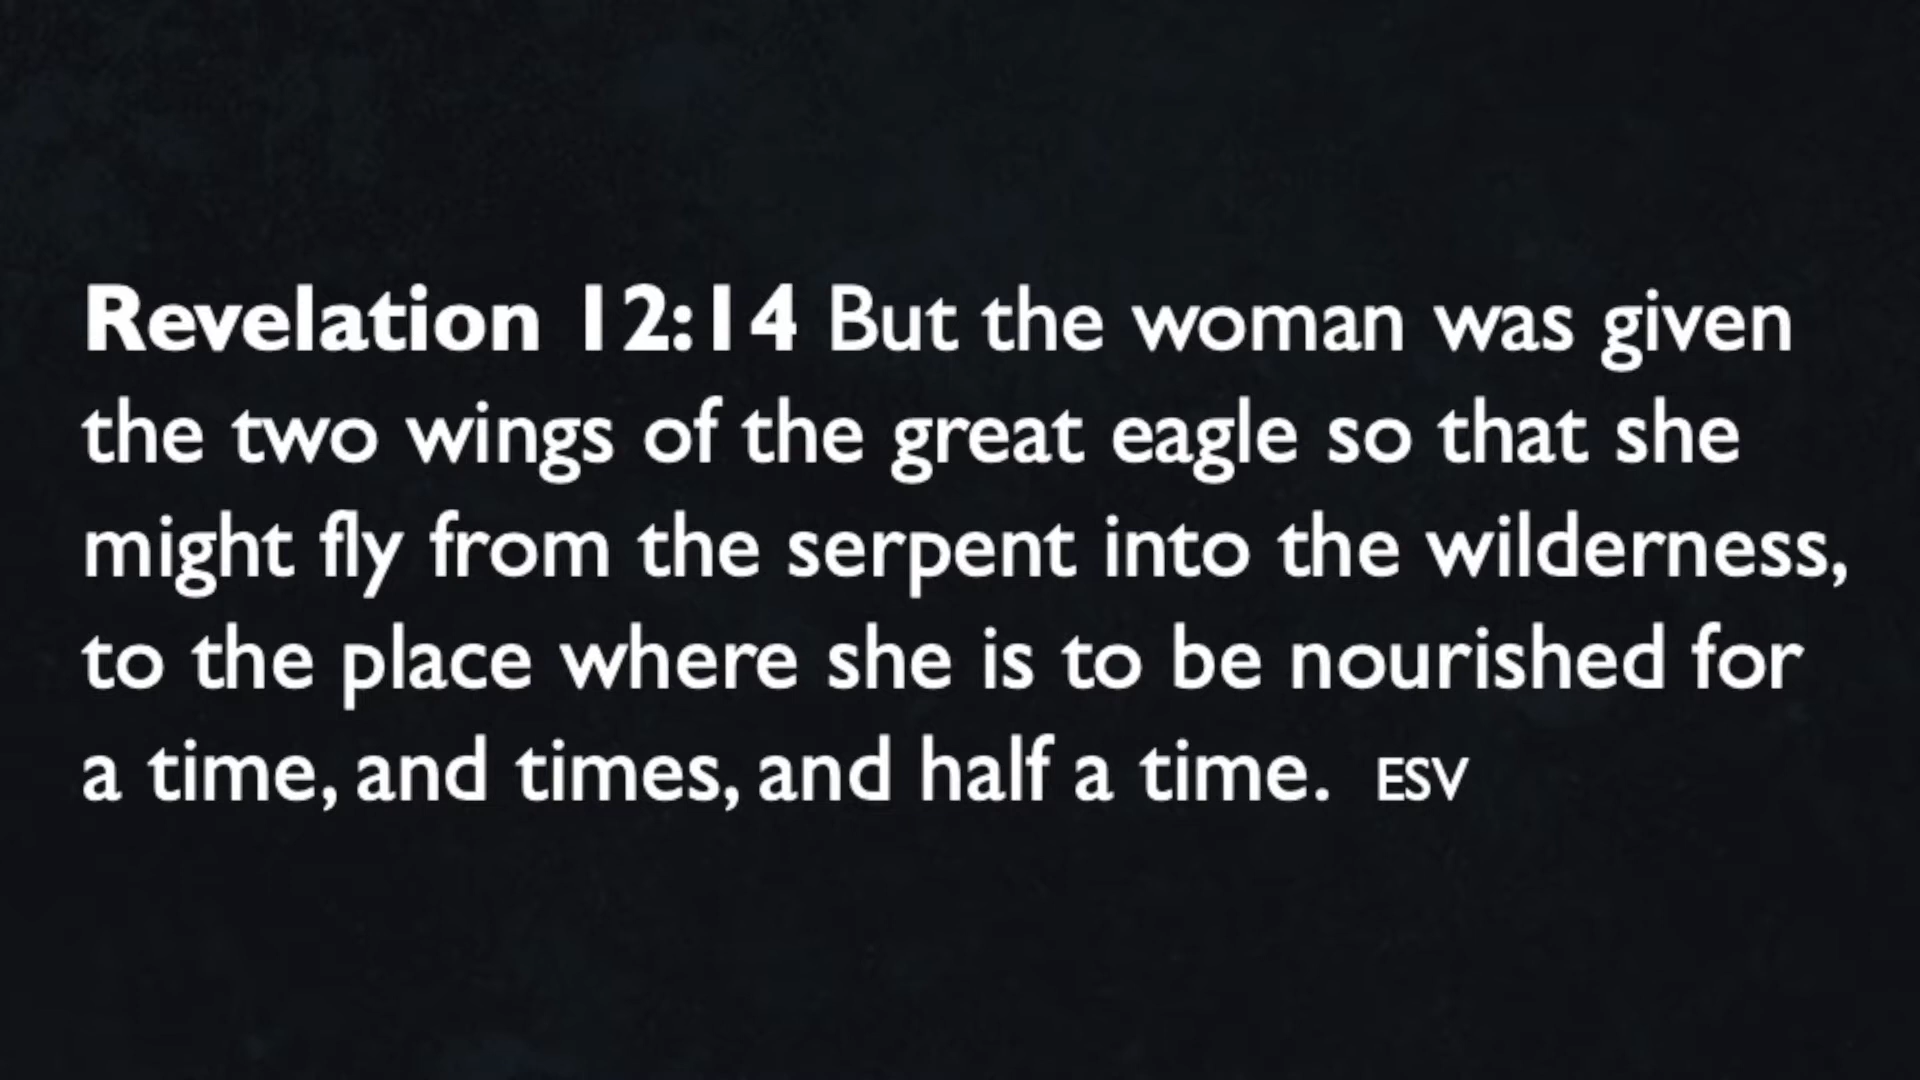 Revelation 12:14 But the woman was given
the two wings of the great eagle so that she
might fly from the serpent into the wilderness,
to the place where she is to be nourished for
a time, and times, and half a time. ESV